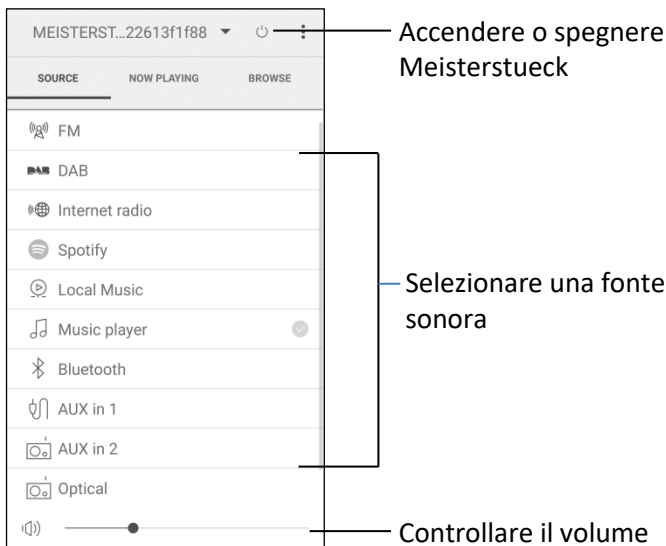 MEISTERST...22613f1f88
Accendere o spegnere
Meisterstueck
SOURCE NOW PLAYING BROWSE
FM
DAB DAB
Internet radio
Spotify
Local Music
Selezionare una fonte
sonora
Music player
Bluetooth
AUX in 1
AUX in 2
Optical
Controllare il volume